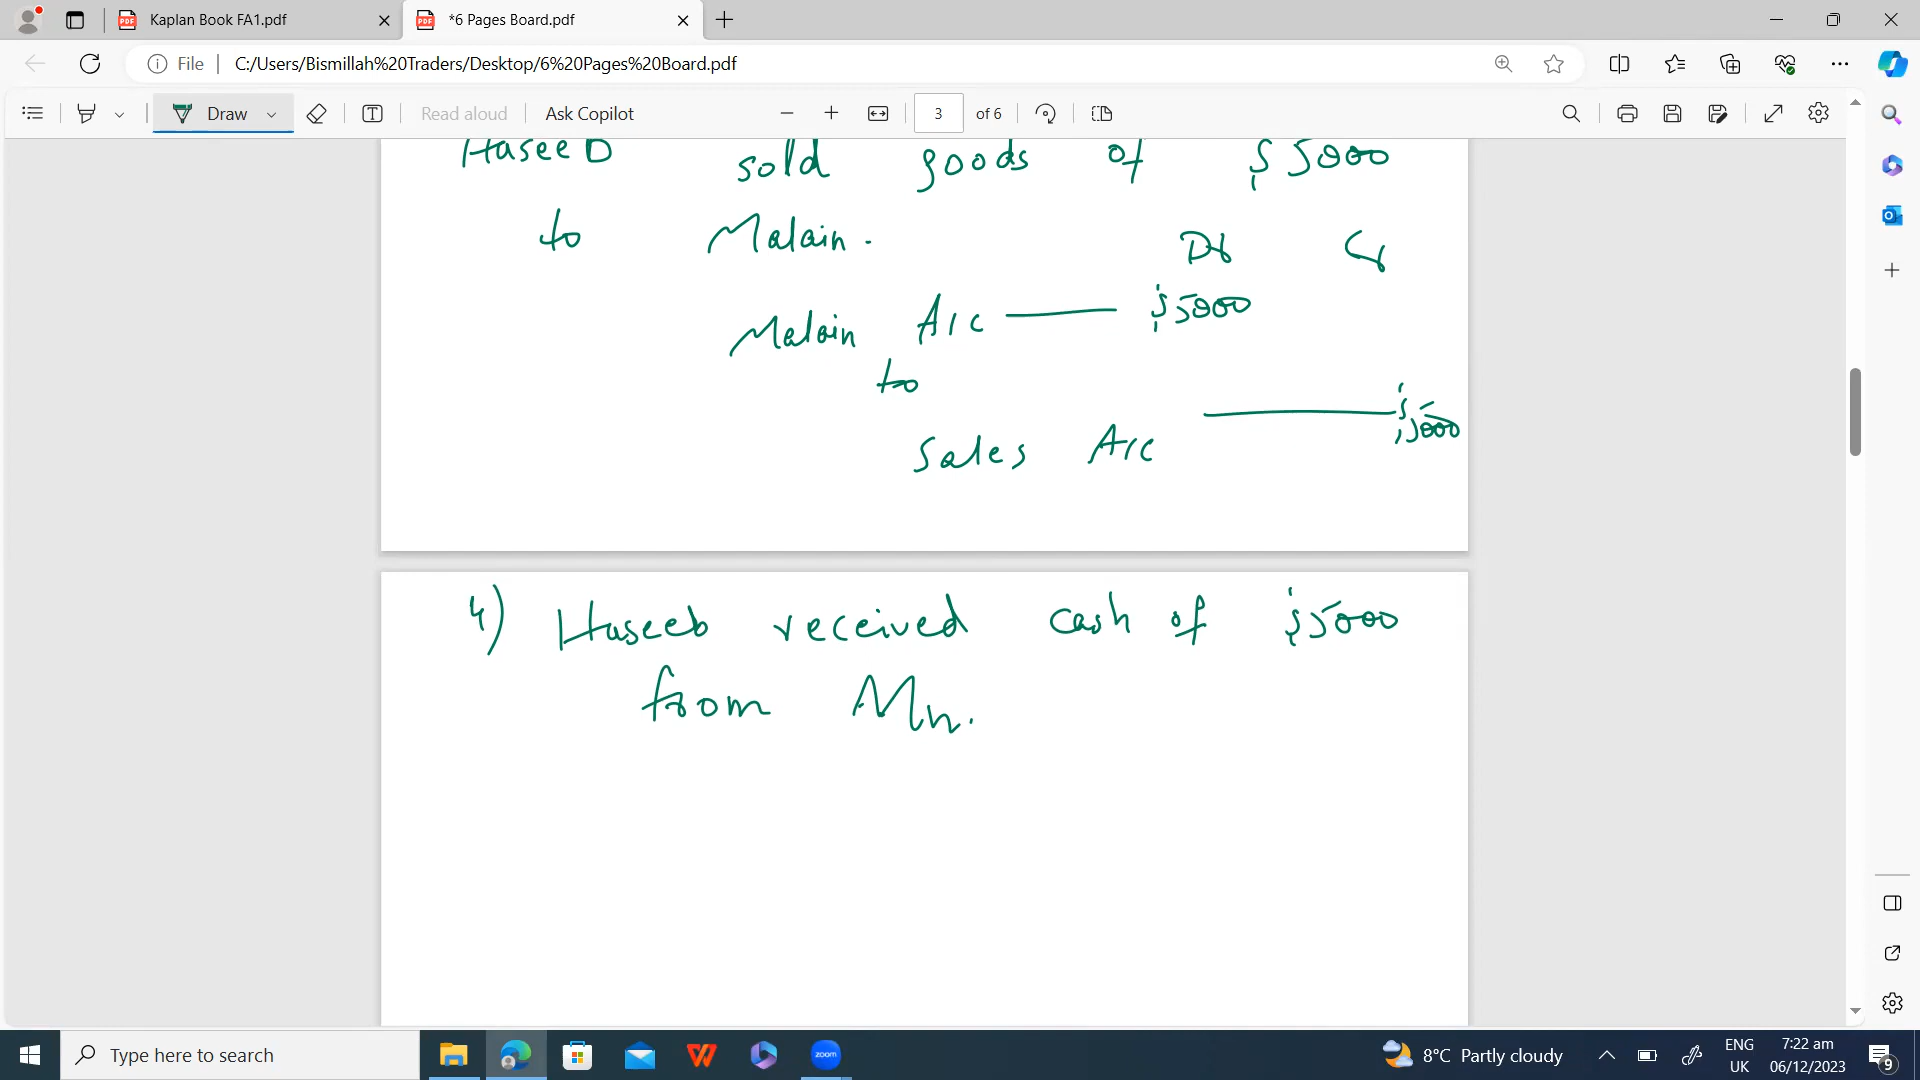 Kaplan Book FA1.pdf
*6 Pages Board.pdf
File
C:/Users/Bismillah%20Traders/Desktop/6%20Pages%20Board.pdf
Draw
Read aloud
Ask Copilot
3 of 6
Haseeb sold goods of $5000
to Malain.
Dr Cr
Malain A/c $5000
to
Sales A/c $5000
4) Haseeb received cash of $5000
from
Type here to search
zoom
8°C Partly cloudy
ENG
UK
7:22 am
06/12/2023
9